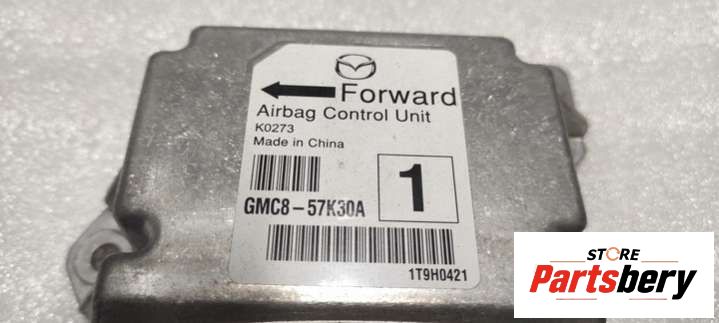 Forward
Airbag Control Unit
K0273
Made in China
1
GMC8-57K30A
1T9H0421
STORE
Partsbery